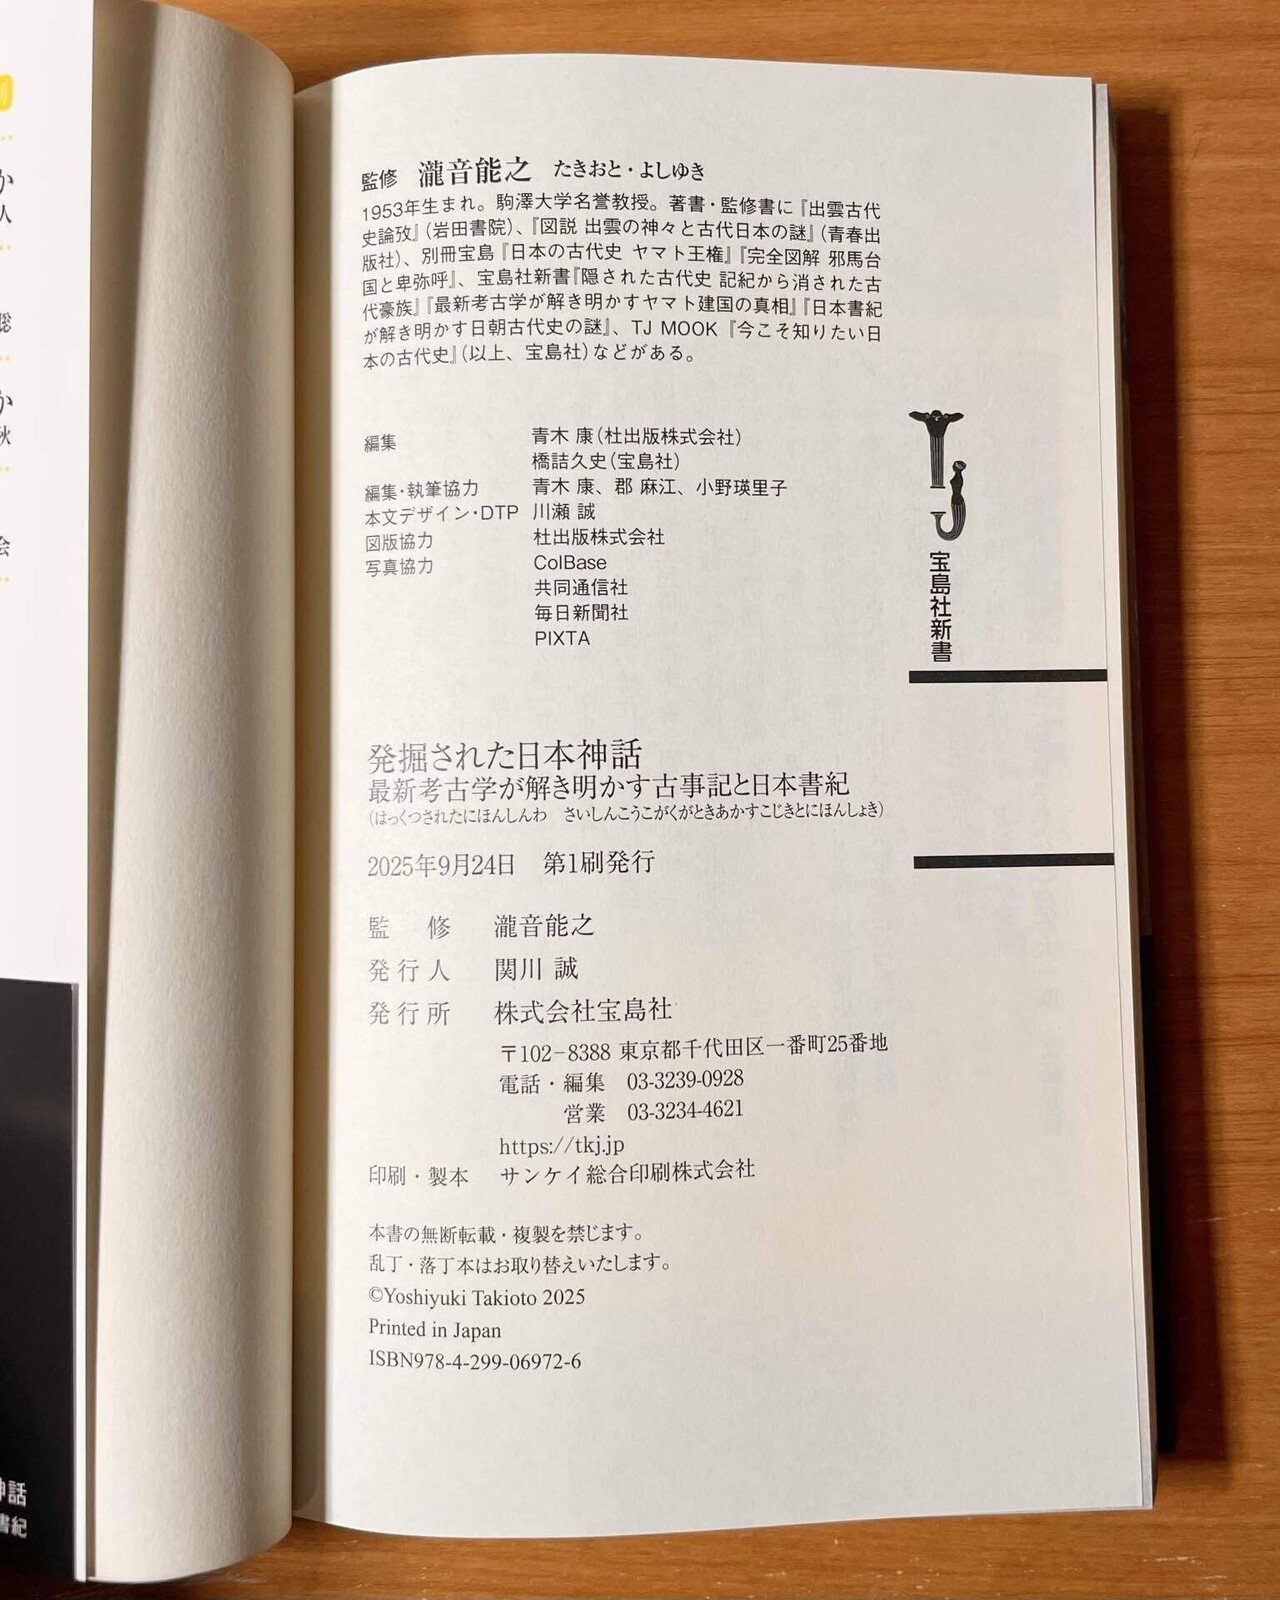 監修 瀧音能之 たきおと・よしゆき
1953年生まれ。駒澤大学名誉教授。著書・監修書に『出雲古代
史論攷』(岩田書院)、『図説 出雲の神々と古代日本の謎』(青春出
版社)、別冊宝島『日本の古代史 ヤマト王権』『完全図解 邪馬台
国と卑弥呼』、宝島社新書『隠された古代史 記紀から消された古
代豪族』『最新考古学が解き明かすヤマト建国の真相』『日本書紀
が解き明かす日朝古代史の謎』、TJ MOOK『今こそ知りたい日
本の古代史』(以上、宝島社)などがある。
編集 青木 康(杜出版株式会社)
橋詰久史(宝島社)
編集・執筆協力 青木 康、郡 麻江、小野瑛里子
本文デザイン・DTP 川瀬 誠
図版協力 杜出版株式会社
写真協力 ColBase
共同通信社
毎日新聞社
PIXTA
TJ
宝島社新書
発掘された日本神話
最新考古学が解き明かす古事記と日本書紀
(はっくつされたにほんしんわ さいしんこうこがくがときあかすこじきとにほんしょき)
2025年9月24日 第1刷発行
監修 瀧音能之
発行人 関川 誠
発行所 株式会社宝島社
〒102-8388 東京都千代田区一番町25番地
電話・編集 03-3239-0928
営業 03-3234-4621
https://tkj.jp
印刷・製本 サンケイ総合印刷株式会社
本書の無断転載・複製を禁じます。
乱丁・落丁本はお取り替えいたします。
©Yoshiyuki Takioto 2025
Printed in Japan
ISBN978-4-299-06972-6
か
人
聡
か
秋
会
神話
書紀